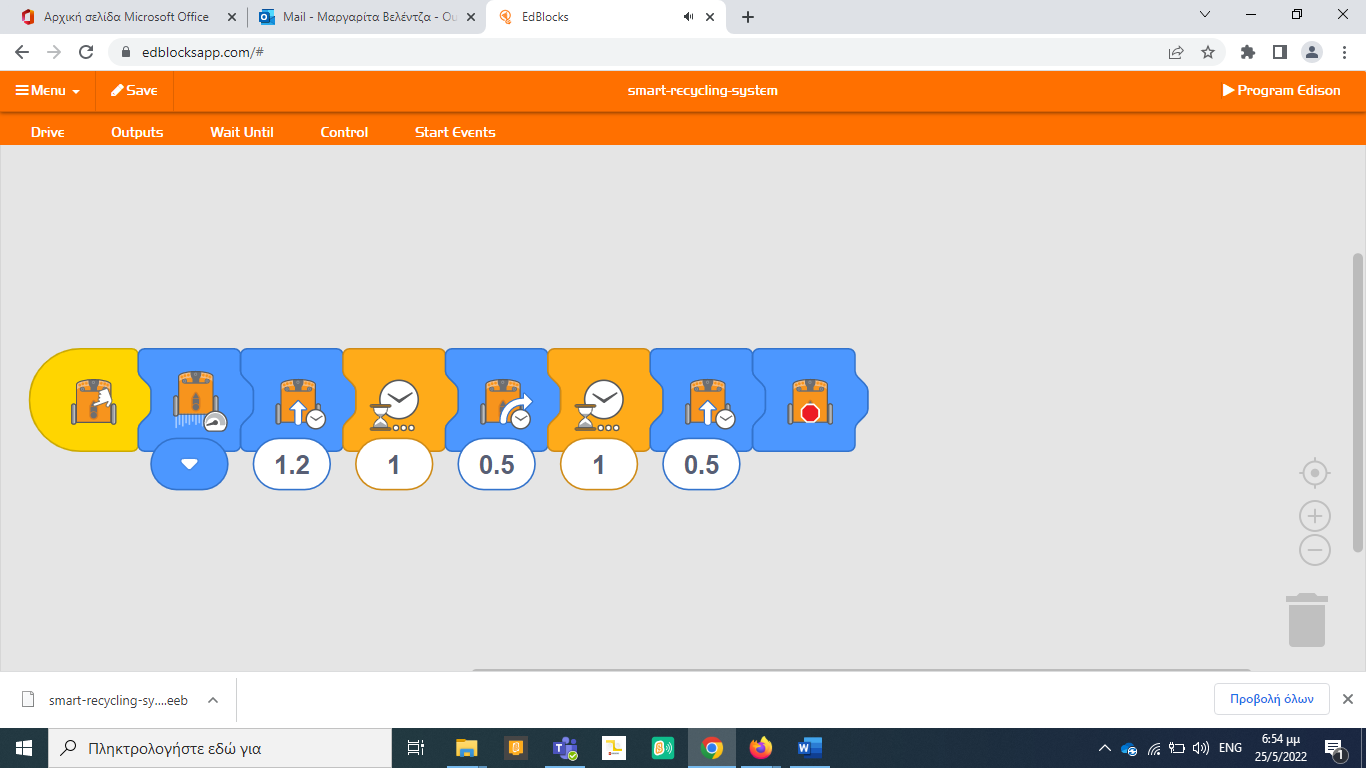 Αρχική σελίδα Microsoft Office
Mail - Μαργαρίτα Βελέντζα - Ou
EdBlocks
edblocksapp.com/#
Menu
Save
smart-recycling-system
Program Edison
Drive
Outputs
Wait Until
Control
Start Events
1.2
1
0.5
1
0.5
smart-recycling-sy....eeb
Προβολή όλων
Πληκτρολογήστε εδώ για
ENG
6:54 μμ
25/5/2022
1